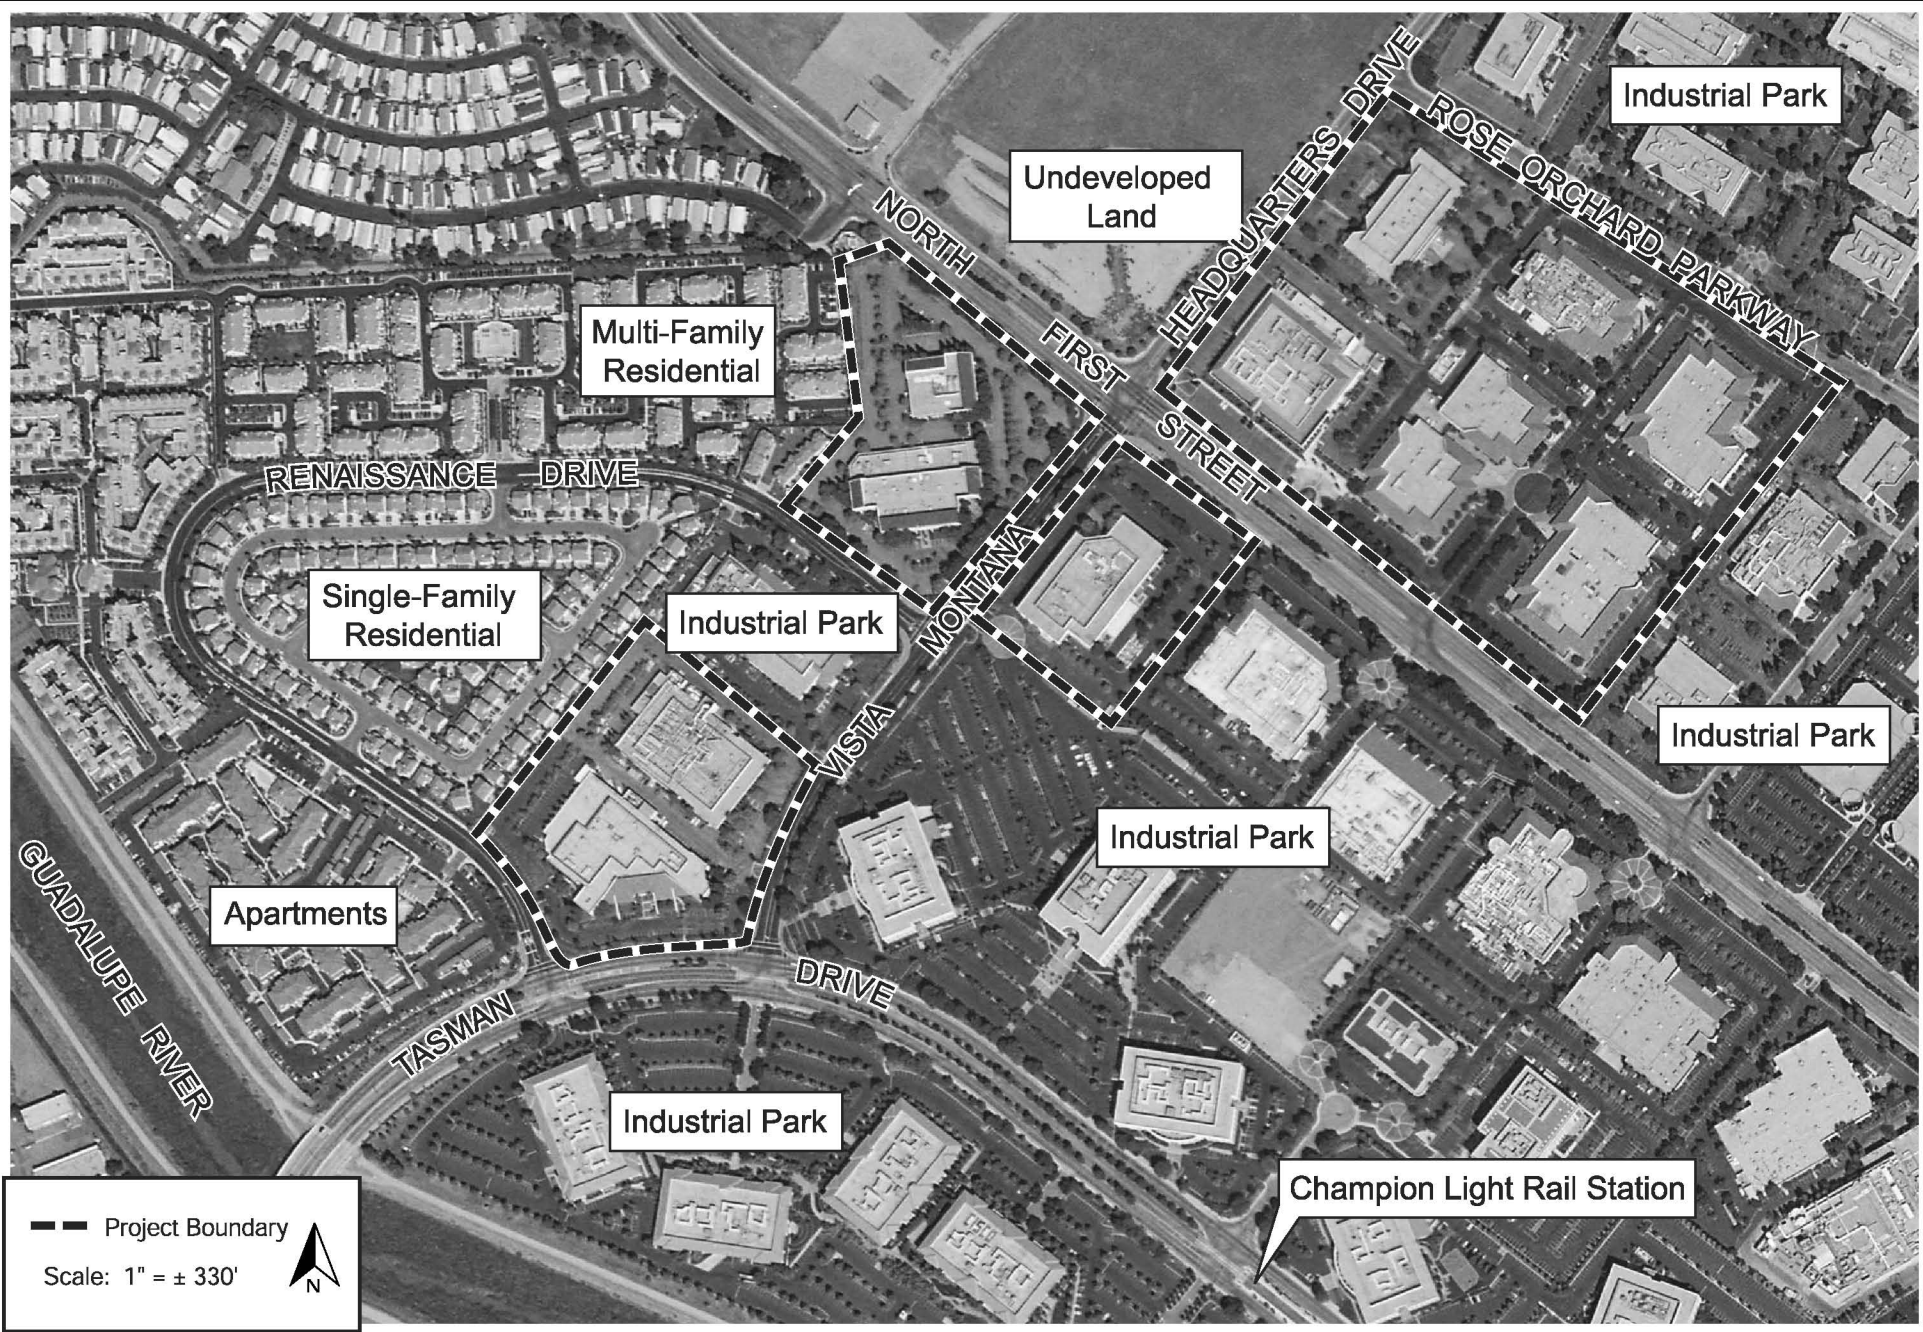 Industrial Park
HEADQUARTERS DRIVE
ROSE ORCHARD PARKWAY
Undeveloped
Land
NORTH FIRST STREET
Multi-Family
Residential
RENAISSANCE DRIVE
Single-Family
Residential
Industrial Park
VISTA MONTANA
Industrial Park
Industrial Park
Apartments
GUADALUPE RIVER
TASMAN DRIVE
Industrial Park
Champion Light Rail Station
Project Boundary
Scale: 1" = ± 330'
N